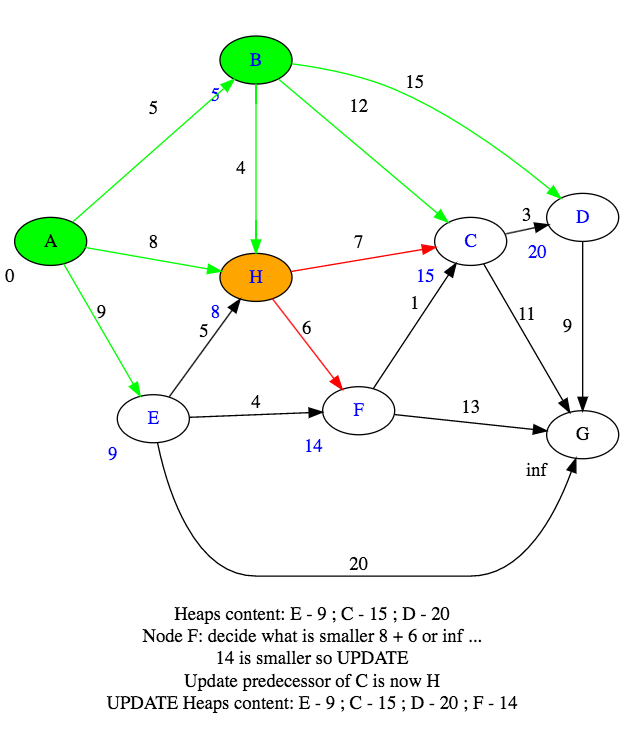 B
5
15
5
12
4
3
D
A
8
7
C
20
0
H
15
9
8
5
6
1
11
9
E
4
F
13
G
9
14
inf
20
Heaps content: E - 9 ; C - 15 ; D - 20
Node F: decide what is smaller 8 + 6 or inf ...
14 is smaller so UPDATE
Update predecessor of C is now H
UPDATE Heaps content: E - 9 ; C - 15 ; D - 20 ; F - 14